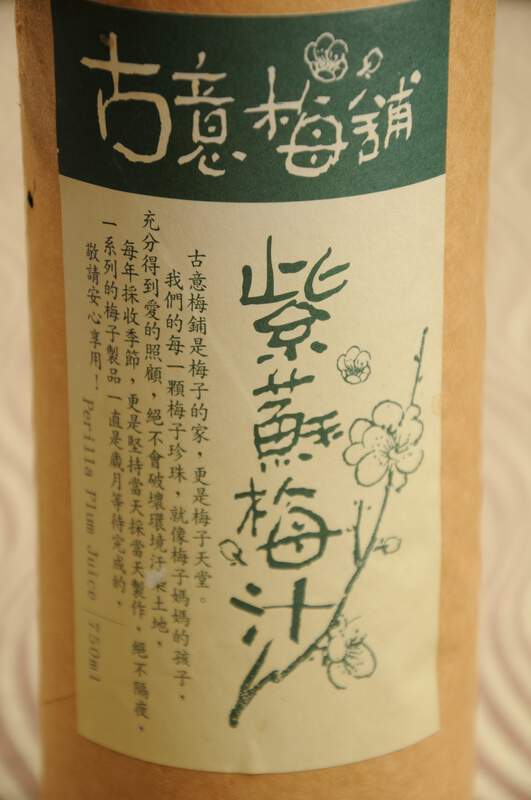 古意梅舖
紫蘇梅汁
古意梅鋪是梅子的家，更是梅子天堂。
我們的每一顆梅子珍珠，就像梅子媽媽的孩子，
充分得到愛的照顧，絕不會破壞環境汙染土地，
每年採收季節，更是堅持當天採當天製作，絕不隔夜，
一系列的梅子製品一直是歲月等待完成的，
敬請安心享用！Perilla Plum Juice 750ml